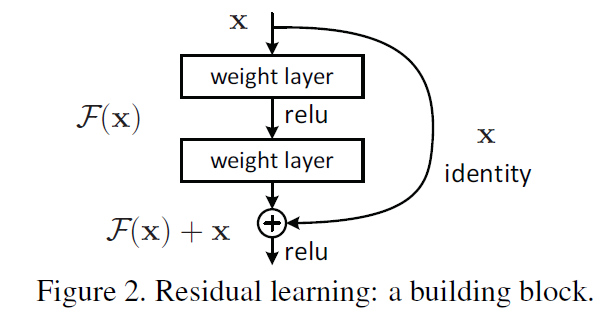 x
weight layer
relu
F(x)
x
weight layer
identity
F(x) + x
relu
Figure 2. Residual learning: a building block.